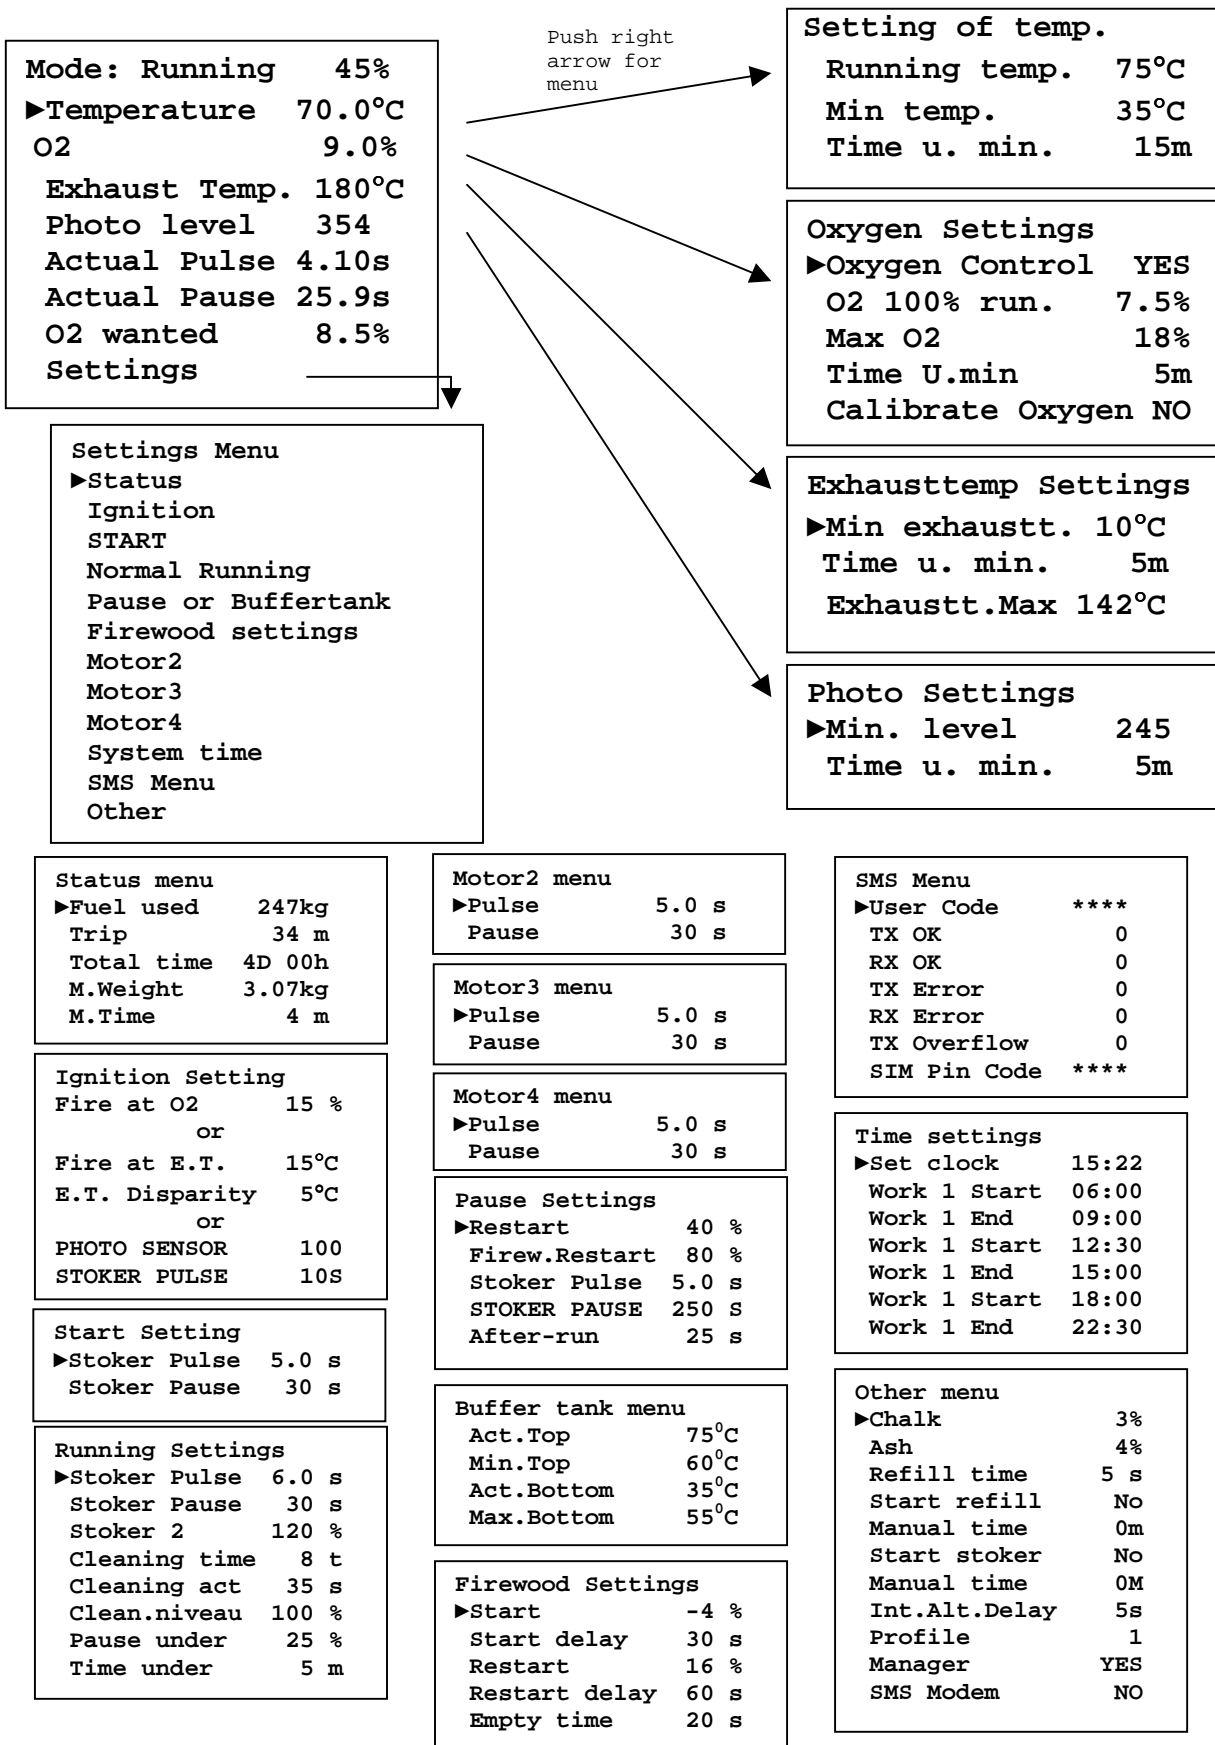 Mode: Running 45%
►Temperature 70.0°C
O2 9.0%
Exhaust Temp. 180°C
Photo level 354
Actual Pulse 4.10s
Actual Pause 25.9s
O2 wanted 8.5%
Settings
Push right
arrow for
menu
Setting of temp.
Running temp. 75°C
Min temp. 35°C
Time u. min. 15m
Oxygen Settings
►Oxygen Control YES
O2 100% run. 7.5%
Max O2 18%
Time U.min 5m
Calibrate Oxygen NO
Exhausttemp Settings
►Min exhaustt. 10°C
Time u. min. 5m
Exhaustt.Max 142°C
Photo Settings
►Min. level 245
Time u. min. 5m
Settings Menu
►Status
Ignition
START
Normal Running
Pause or Buffertank
Firewood settings
Motor2
Motor3
Motor4
System time
SMS Menu
Other
Status menu
►Fuel used 247kg
Trip 34 m
Total time 4D 00h
M.Weight 3.07kg
M.Time 4 m
Ignition Setting
Fire at O2 15 %
or
Fire at E.T. 15°C
E.T. Disparity 5°C
or
PHOTO SENSOR 100
STOKER PULSE 10S
Start Setting
►Stoker Pulse 5.0 s
Stoker Pause 30 s
Running Settings
►Stoker Pulse 6.0 s
Stoker Pause 30 s
Stoker 2 120 %
Cleaning time 8 t
Cleaning act 35 s
Clean.niveau 100 %
Pause under 25 %
Time under 5 m
Motor2 menu
►Pulse 5.0 s
Pause 30 s
Motor3 menu
►Pulse 5.0 s
Pause 30 s
Motor4 menu
►Pulse 5.0 s
Pause 30 s
Pause Settings
►Restart 40 %
Firew.Restart 80 %
Stoker Pulse 5.0 s
STOKER PAUSE 250 S
After-run 25 s
Buffer tank menu
Act.Top 75⁰C
Min.Top 60⁰C
Act.Bottom 35⁰C
Max.Bottom 55⁰C
Firewood Settings
►Start -4 %
Start delay 30 s
Restart 16 %
Restart delay 60 s
Empty time 20 s
SMS Menu
►User Code ****
TX OK 0
RX OK 0
TX Error 0
RX Error 0
TX Overflow 0
SIM Pin Code ****
Time settings
►Set clock 15:22
Work 1 Start 06:00
Work 1 End 09:00
Work 1 Start 12:30
Work 1 End 15:00
Work 1 Start 18:00
Work 1 End 22:30
Other menu
►Chalk 3%
Ash 4%
Refill time 5 s
Start refill No
Manual time 0m
Start stoker No
Manual time 0M
Int.Alt.Delay 5s
Profile 1
Manager YES
SMS Modem NO